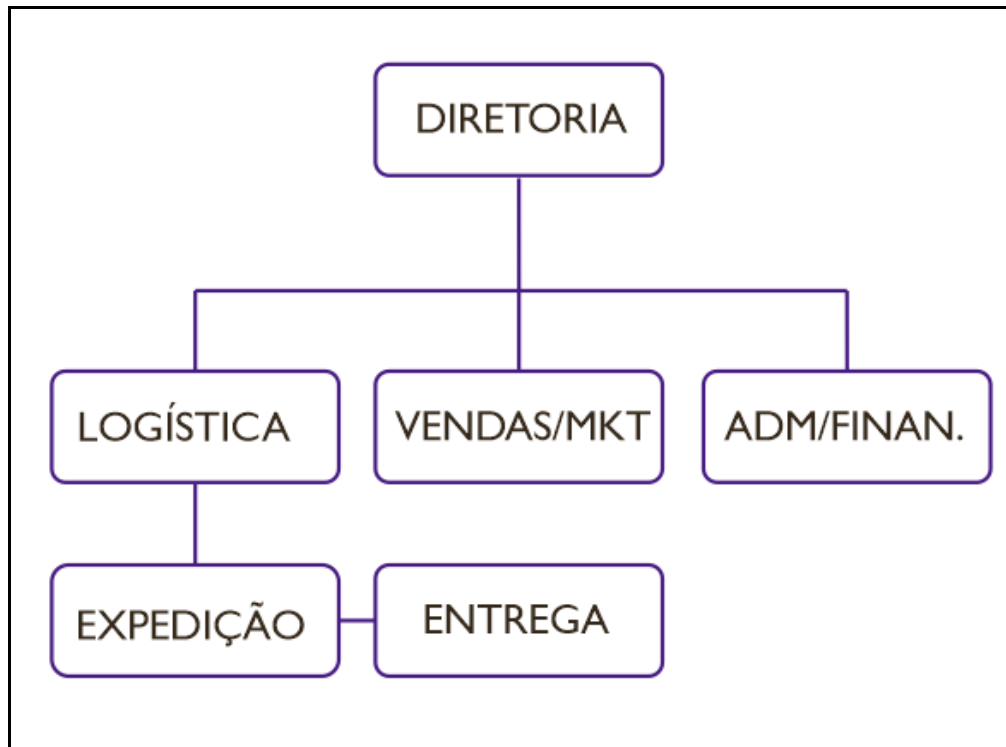 DIRETORIA
LOGÍSTICA
VENDAS/MKT
ADM/FINAN.
EXPEDIÇÃO
ENTREGA